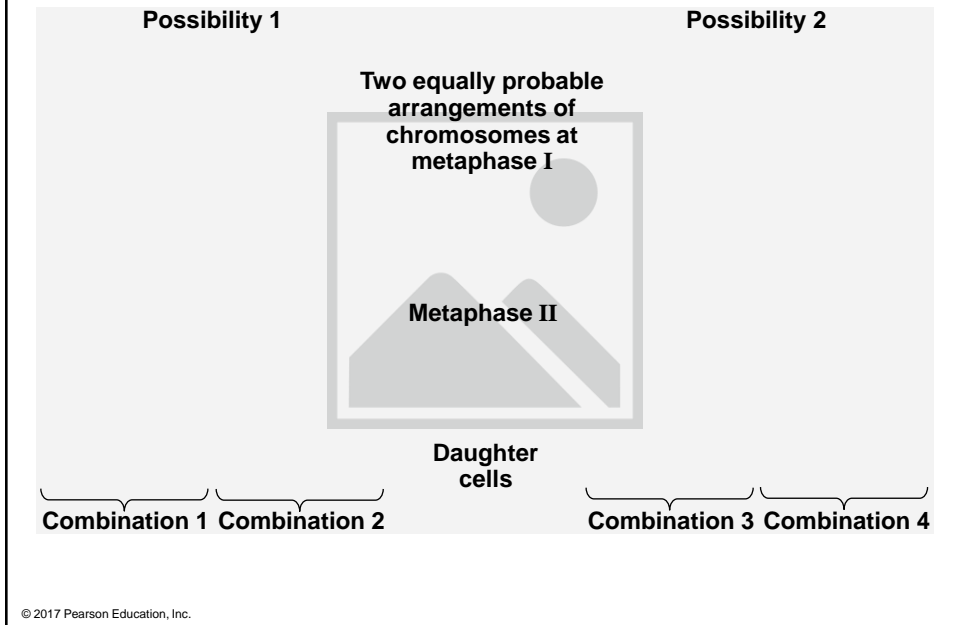 Possibility 1 Possibility 2
Two equally probable
arrangements of
chromosomes at
metaphase I
Metaphase II
Daughter
cells
Combination 1 Combination 2 Combination 3 Combination 4
© 2017 Pearson Education, Inc.